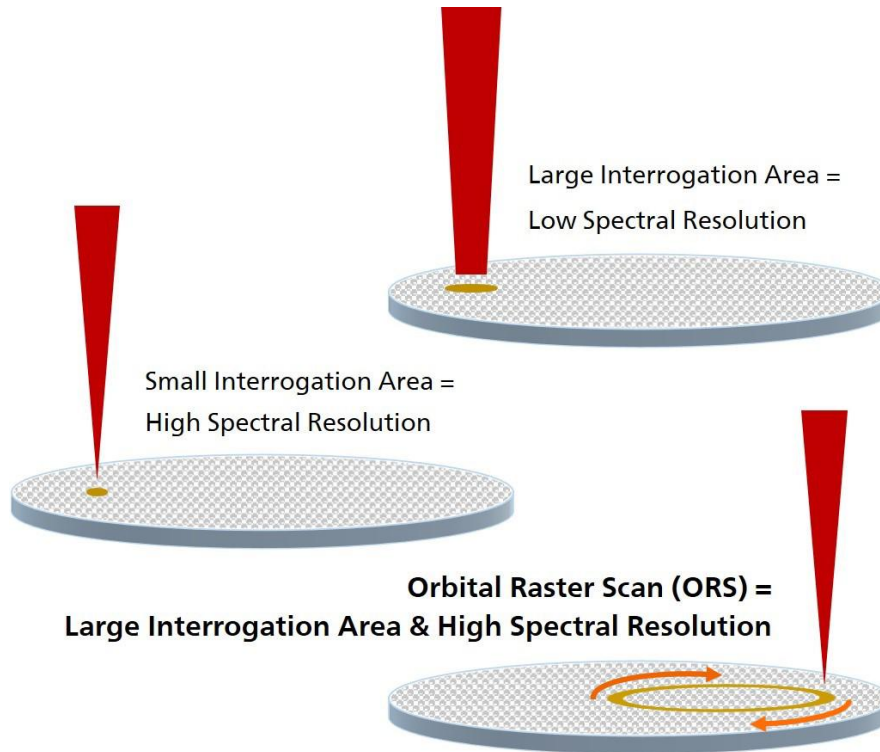 Large Interrogation Area =
Low Spectral Resolution
Small Interrogation Area =
High Spectral Resolution
Orbital Raster Scan (ORS) =
Large Interrogation Area & High Spectral Resolution